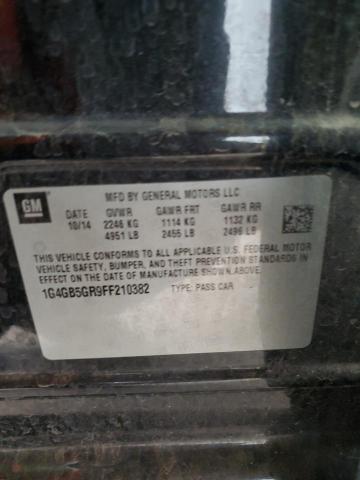 GM
MFD BY GENERAL MOTORS LLC
DATE GVWR GAWR FRT GAWR RR
10/14 2246 KG 1114 KG 1132 KG
4951 LB 2455 LB 2496 LB
THIS VEHICLE CONFORMS TO ALL APPLICABLE U.S. FEDERAL MOTOR
VEHICLE SAFETY, BUMPER, AND THEFT PREVENTION STANDARDS IN
EFFECT ON THE DATE OF MANUFACTURE SHOWN ABOVE.
1G4GB5GR9FF210382 TYPE: PASS CAR